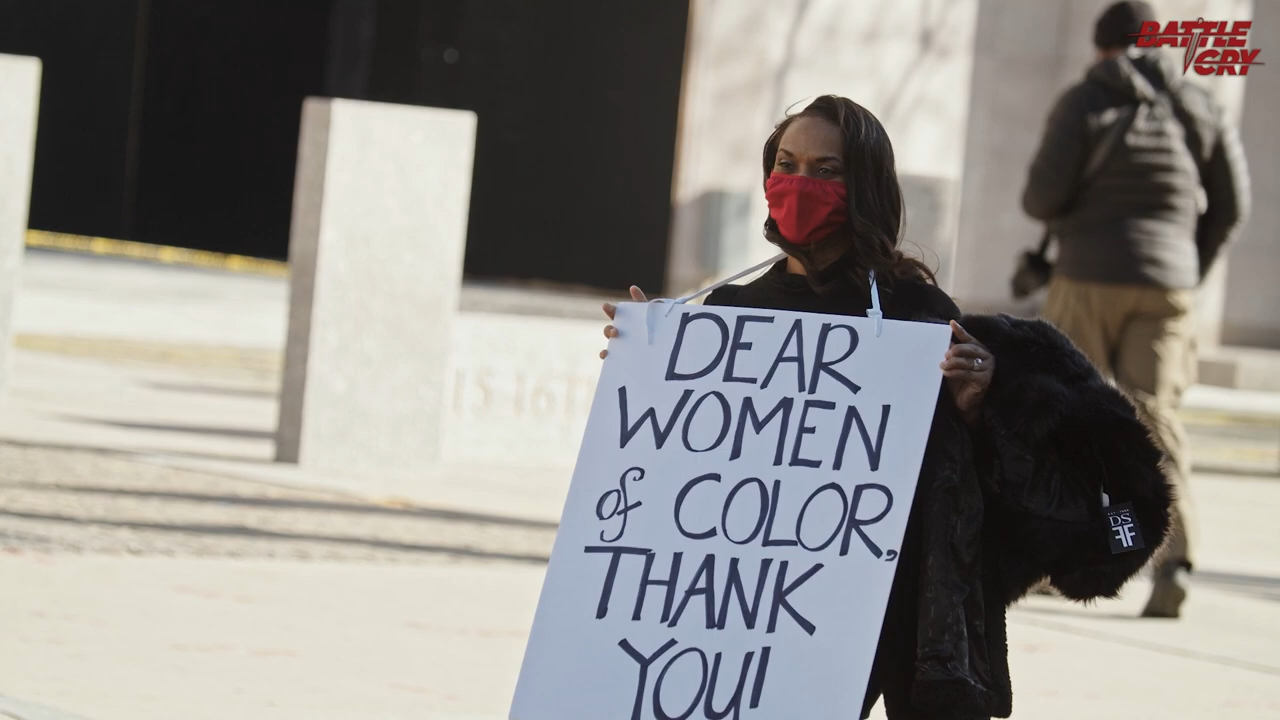 BATTLE
CRY
DEAR
WOMEN
of COLOR,
THANK
YOU!
DS
FF